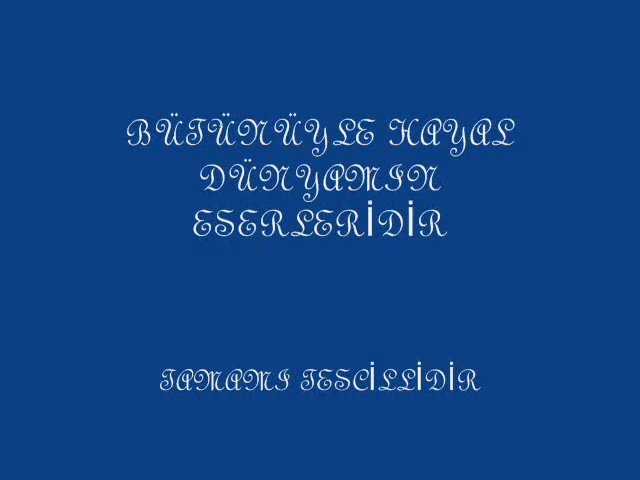 BÜTÜNÜYLE HAYAL
DÜNYAMIN
ESERLERİDİR
TAMAMI TESCİLLİDİR